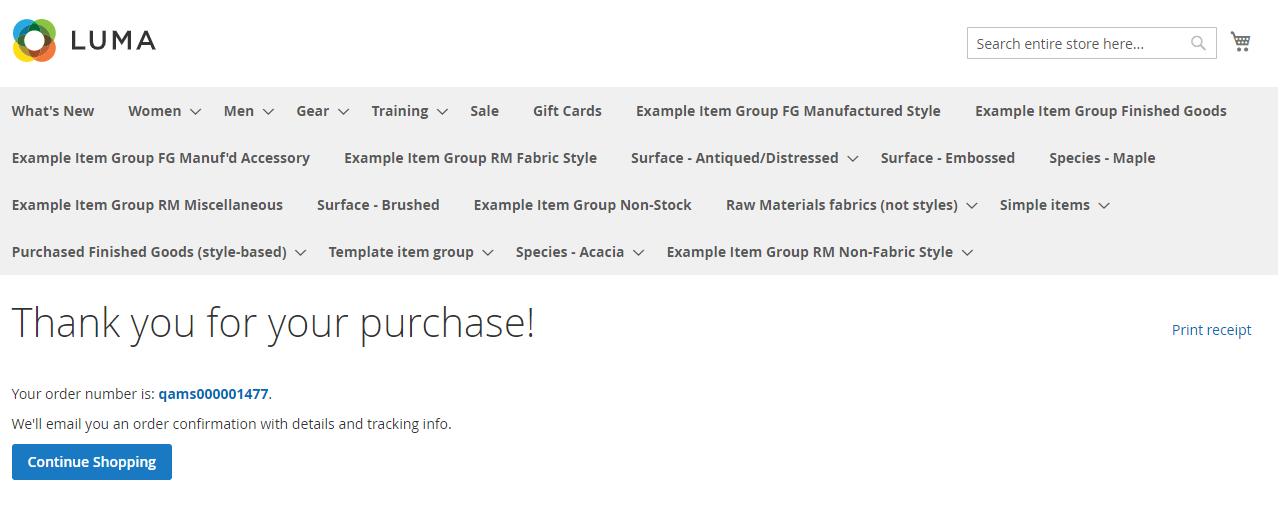 LUMA
Search entire store here...
What's New Women Men Gear Training Sale Gift Cards Example Item Group FG Manufactured Style Example Item Group Finished Goods
Example Item Group FG Manuf'd Accessory Example Item Group RM Fabric Style Surface - Antiqued/Distressed Surface - Embossed Species - Maple
Example Item Group RM Miscellaneous Surface - Brushed Example Item Group Non-Stock Raw Materials fabrics (not styles) Simple items
Purchased Finished Goods (style-based) Template item group Species - Acacia Example Item Group RM Non-Fabric Style
Thank you for your purchase!
Print receipt
Your order number is: qams000001477.
We'll email you an order confirmation with details and tracking info.
Continue Shopping